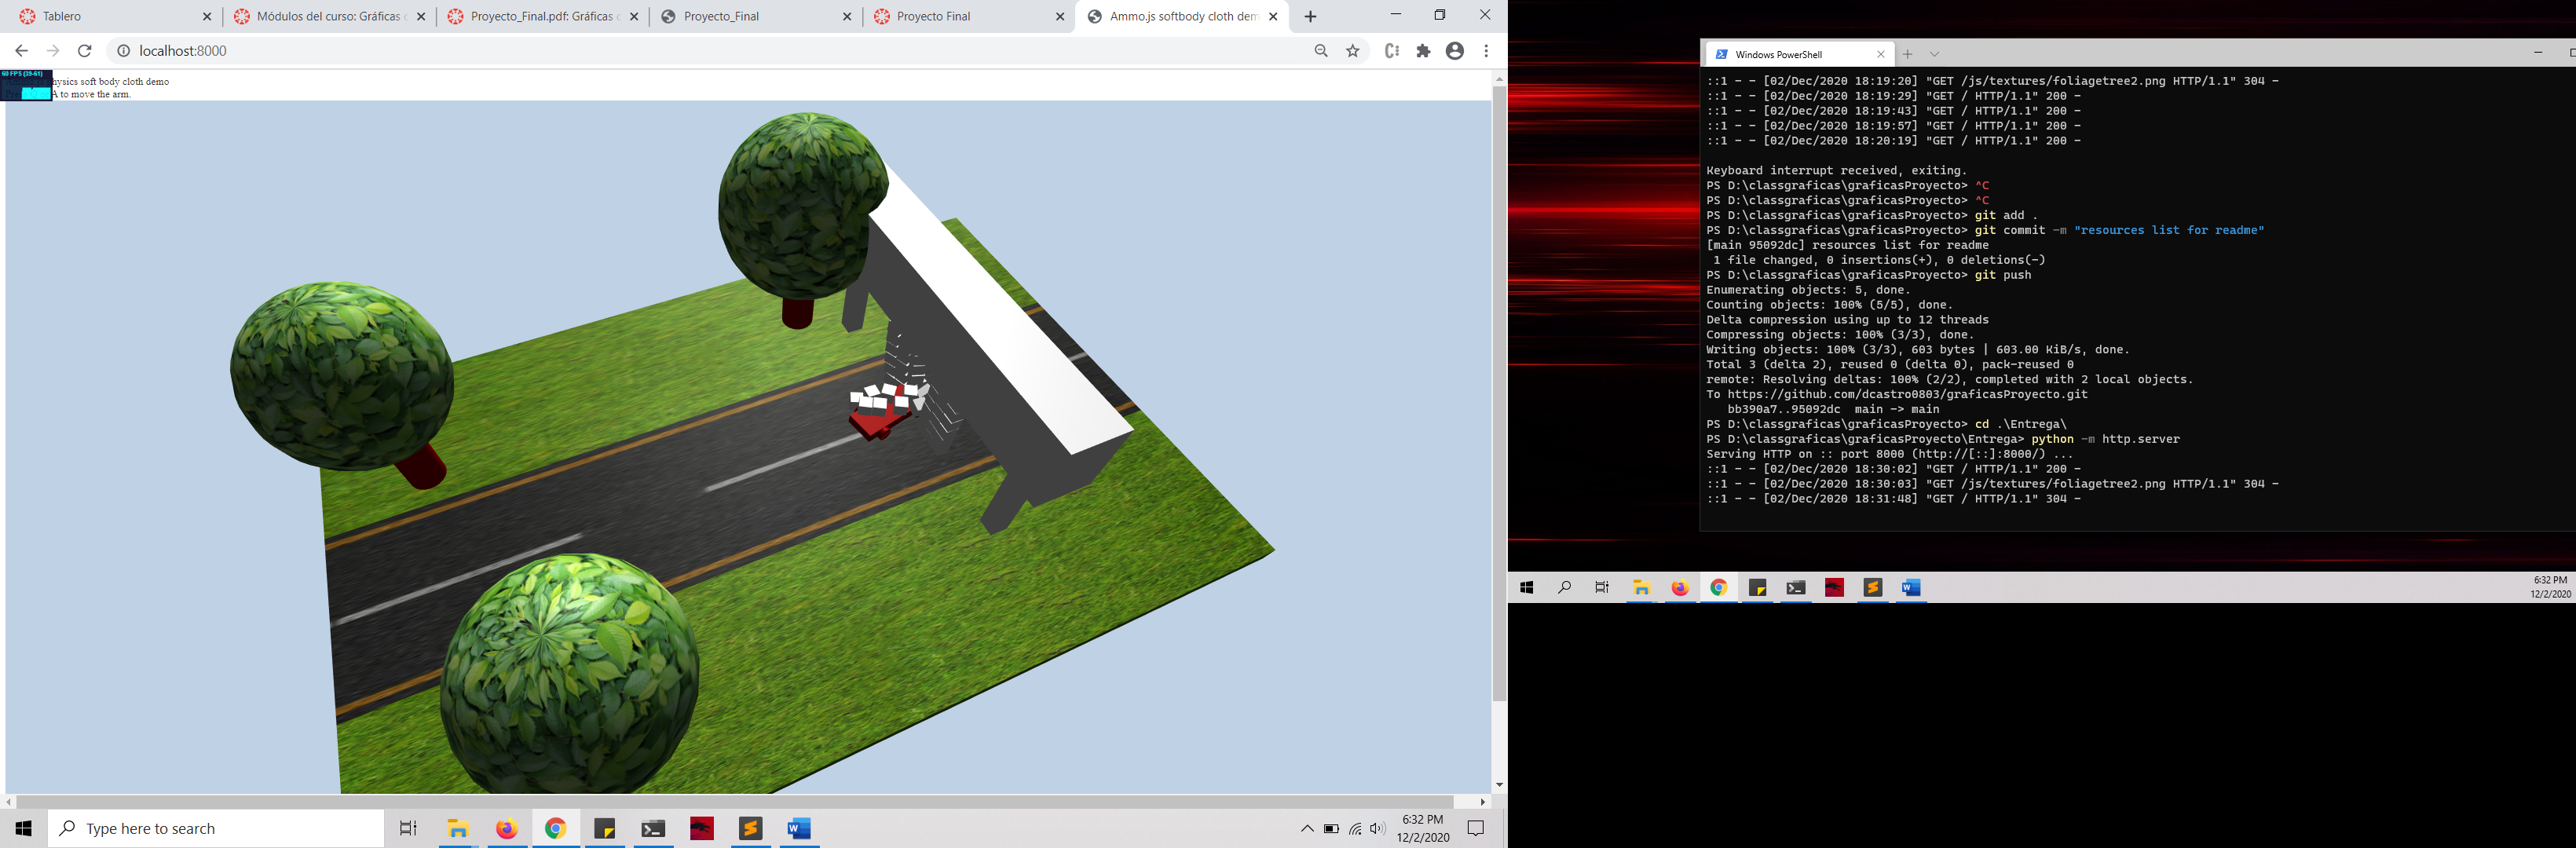 Tablero
Módulos del curso: Gráficas
Proyecto_Final.pdf: Gráficas
Proyecto_Final
Proyecto Final
Ammo.js softbody cloth dem
localhost:8000
60 FPS (39-61)
physics soft body cloth demo
A to move the arm.
Type here to search
6:32 PM
12/2/2020
Windows PowerShell
::1 - - [02/Dec/2020 18:19:20] "GET /js/textures/foliagetree2.png HTTP/1.1" 304 -
::1 - - [02/Dec/2020 18:19:29] "GET / HTTP/1.1" 200 -
::1 - - [02/Dec/2020 18:19:43] "GET / HTTP/1.1" 200 -
::1 - - [02/Dec/2020 18:19:57] "GET / HTTP/1.1" 200 -
::1 - - [02/Dec/2020 18:20:19] "GET / HTTP/1.1" 200 -
Keyboard interrupt received, exiting.
PS D:\classgraficas\graficasProyecto> ^C
PS D:\classgraficas\graficasProyecto> ^C
PS D:\classgraficas\graficasProyecto> git add .
PS D:\classgraficas\graficasProyecto> git commit -m "resources list for readme"
[main 95092dc] resources list for readme
1 file changed, 0 insertions(+), 0 deletions(-)
PS D:\classgraficas\graficasProyecto> git push
Enumerating objects: 5, done.
Counting objects: 100% (5/5), done.
Delta compression using up to 12 threads
Compressing objects: 100% (3/3), done.
Writing objects: 100% (3/3), 603 bytes | 603.00 KiB/s, done.
Total 3 (delta 2), reused 0 (delta 0), pack-reused 0
remote: Resolving deltas: 100% (2/2), completed with 2 local objects.
To https://github.com/dcastro0803/graficasProyecto.git
bb390a7..95092dc  main -> main
PS D:\classgraficas\graficasProyecto> cd .\Entrega\
PS D:\classgraficas\graficasProyecto\Entrega> python -m http.server
Serving HTTP on :: port 8000 (http://[::]:8000/) ...
::1 - - [02/Dec/2020 18:30:02] "GET / HTTP/1.1" 200 -
::1 - - [02/Dec/2020 18:30:03] "GET /js/textures/foliagetree2.png HTTP/1.1" 304 -
::1 - - [02/Dec/2020 18:31:48] "GET / HTTP/1.1" 304 -
6:32 PM
12/2/2020